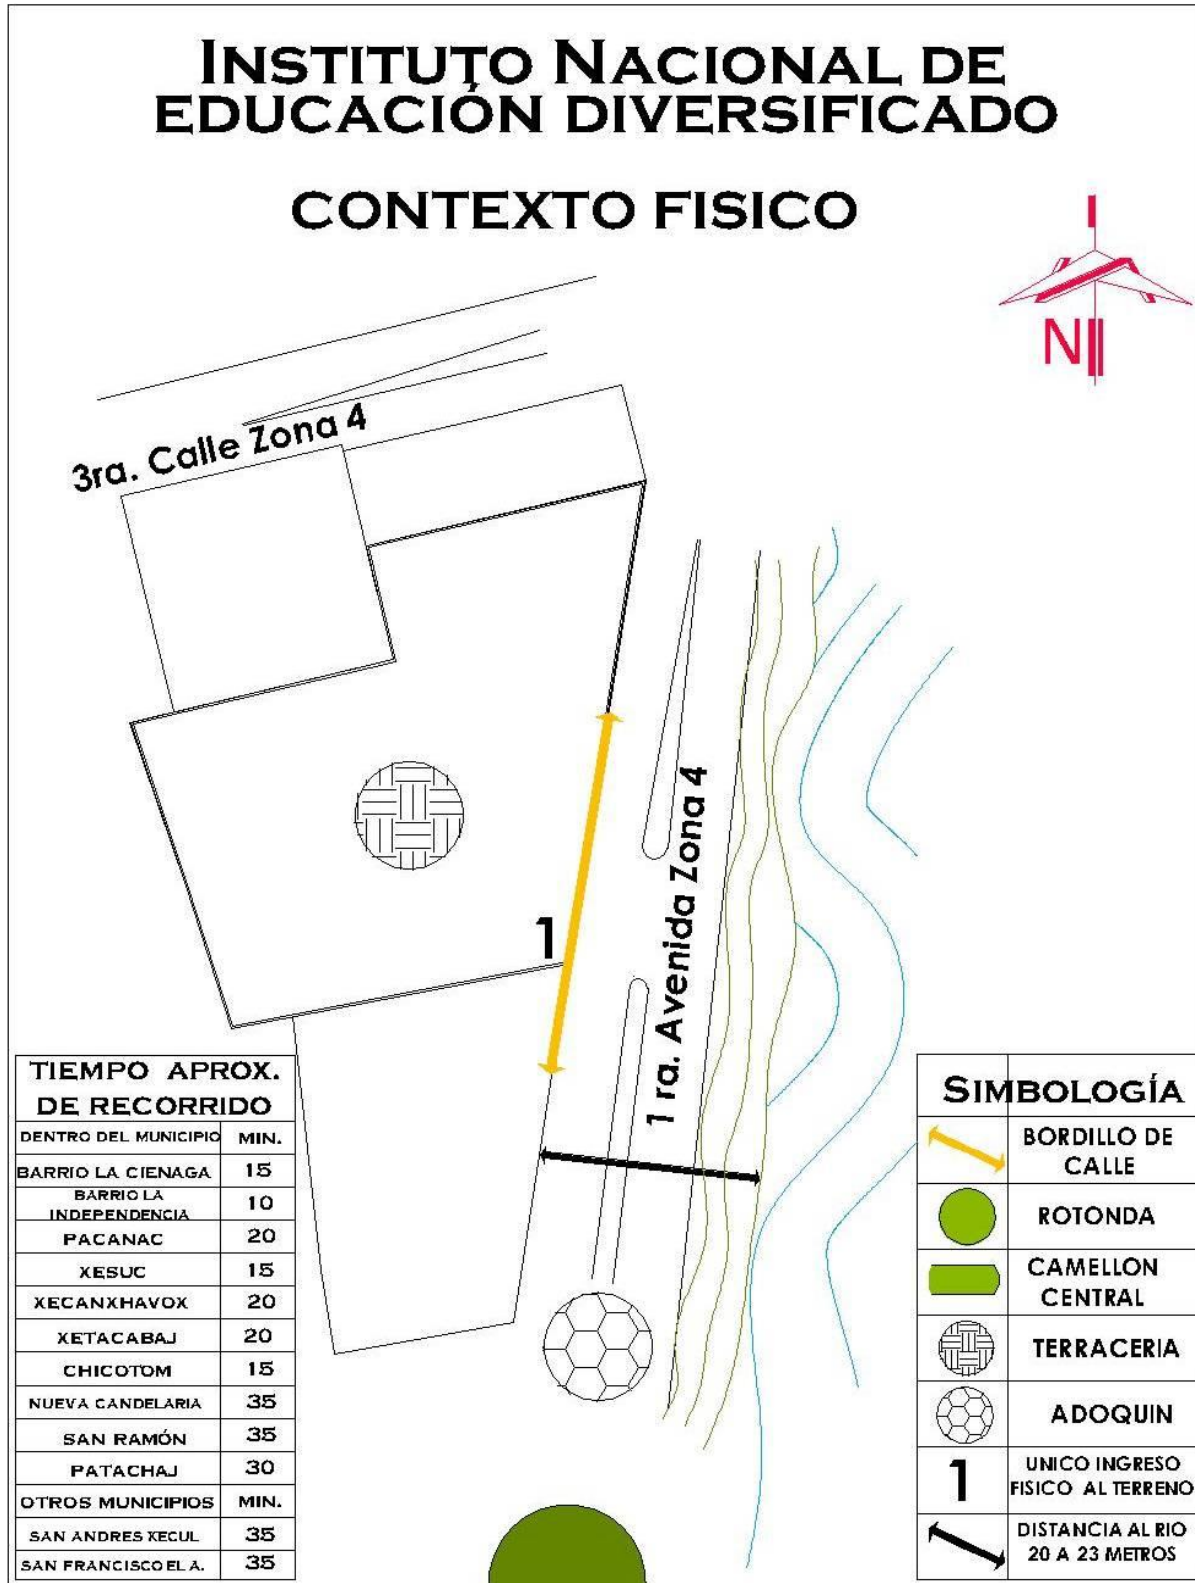 INSTITUTO NACIONAL DE
EDUCACIÓN DIVERSIFICADO
CONTEXTO FISICO
N
3ra. Calle Zona 4
1 ra. Avenida Zona 4
1
TIEMPO APROX.
DE RECORRIDO
DENTRO DEL MUNICIPIO MIN.
BARRIO LA CIENAGA 15
BARRIO LA
INDEPENDENCIA 10
PACANAC 20
XESUC 15
XECANXHAVOX 20
XETACABAJ 20
CHICOTOM 15
NUEVA CANDELARIA 35
SAN RAMÓN 35
PATACHAJ 30
OTROS MUNICIPIOS MIN.
SAN ANDRES XECUL 35
SAN FRANCISCO EL A. 35
SIMBOLOGÍA
BORDILLO DE
CALLE
ROTONDA
CAMELLON
CENTRAL
TERRACERIA
ADOQUIN
1 UNICO INGRESO
FISICO AL TERRENO
DISTANCIA AL RIO
20 A 23 METROS